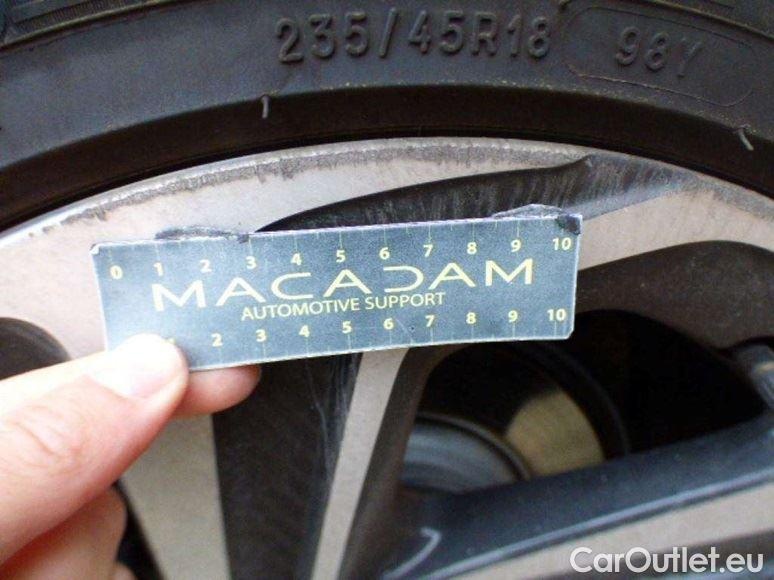 235/45R18 98Y
0 1 2 3 4 5 6 7 8 9 10
MACADAM
AUTOMOTIVE SUPPORT
1 2 3 4 5 6 7 8 9 10
CarOutlet.eu